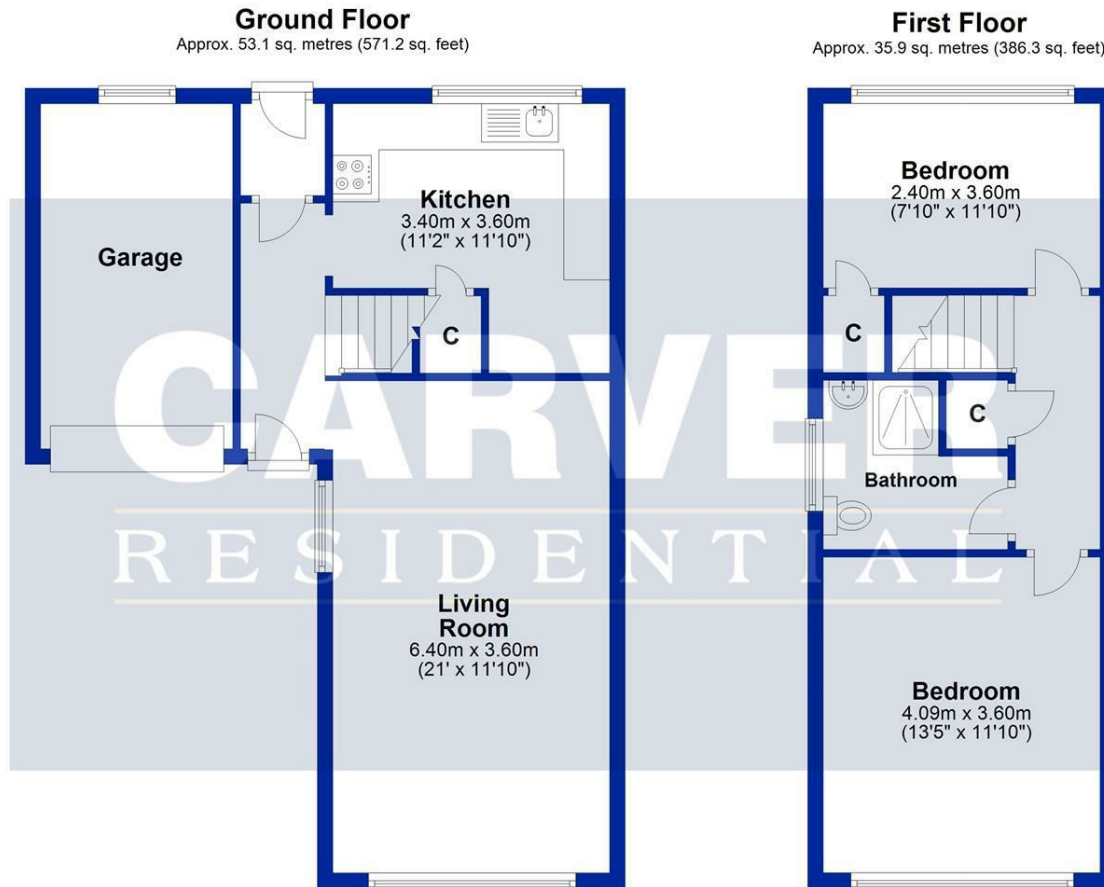 Ground Floor
Approx. 53.1 sq. metres (571.2 sq. feet)
First Floor
Approx. 35.9 sq. metres (386.3 sq. feet)
Garage
Kitchen
3.40m x 3.60m
(11'2" x 11'10")
C
Living
Room
6.40m x 3.60m
(21' x 11'10")
Bedroom
2.40m x 3.60m
(7'10" x 11'10")
C
C
Bathroom
Bedroom
4.09m x 3.60m
(13'5" x 11'10")
CARVER
RESIDENTIAL